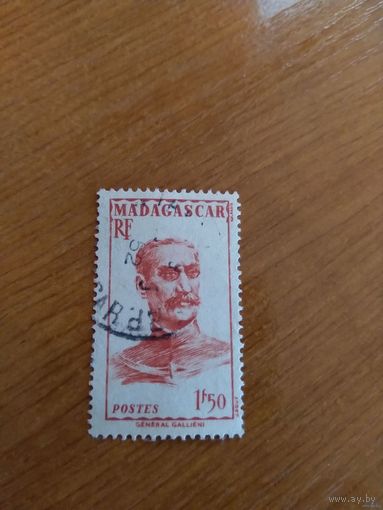 MADAGASCAR
RF
POSTES
1F50
GÉNÉRAL GALLIÉNI
www.ay.by